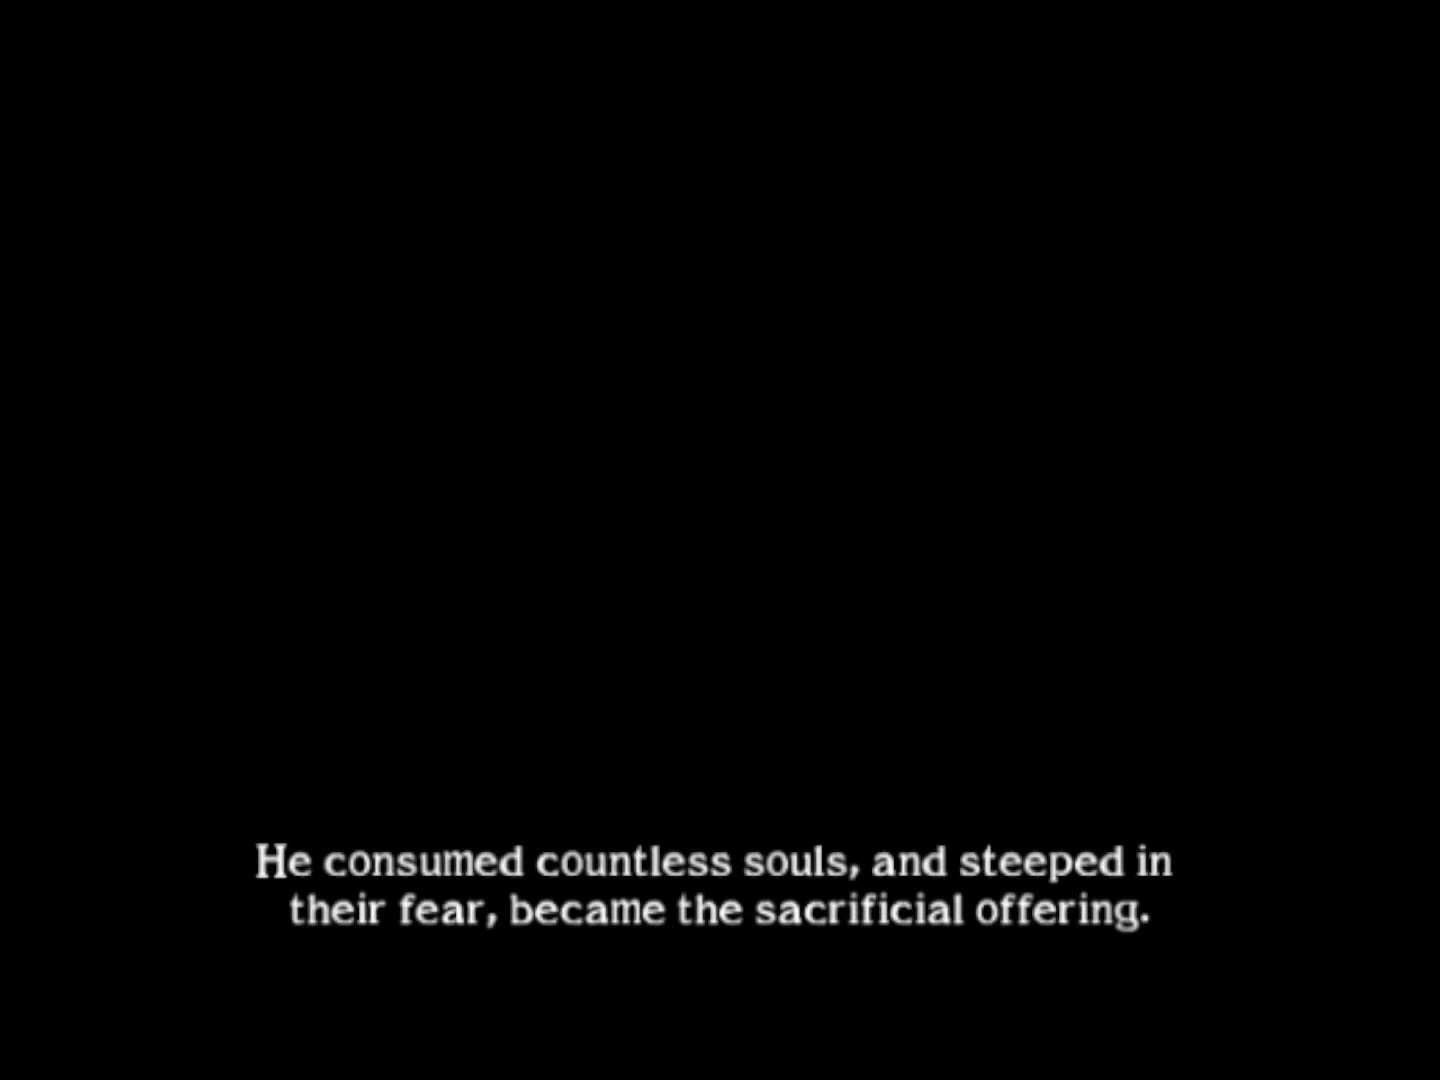 He consumed countless souls, and steeped in
their fear, became the sacrificial offering.